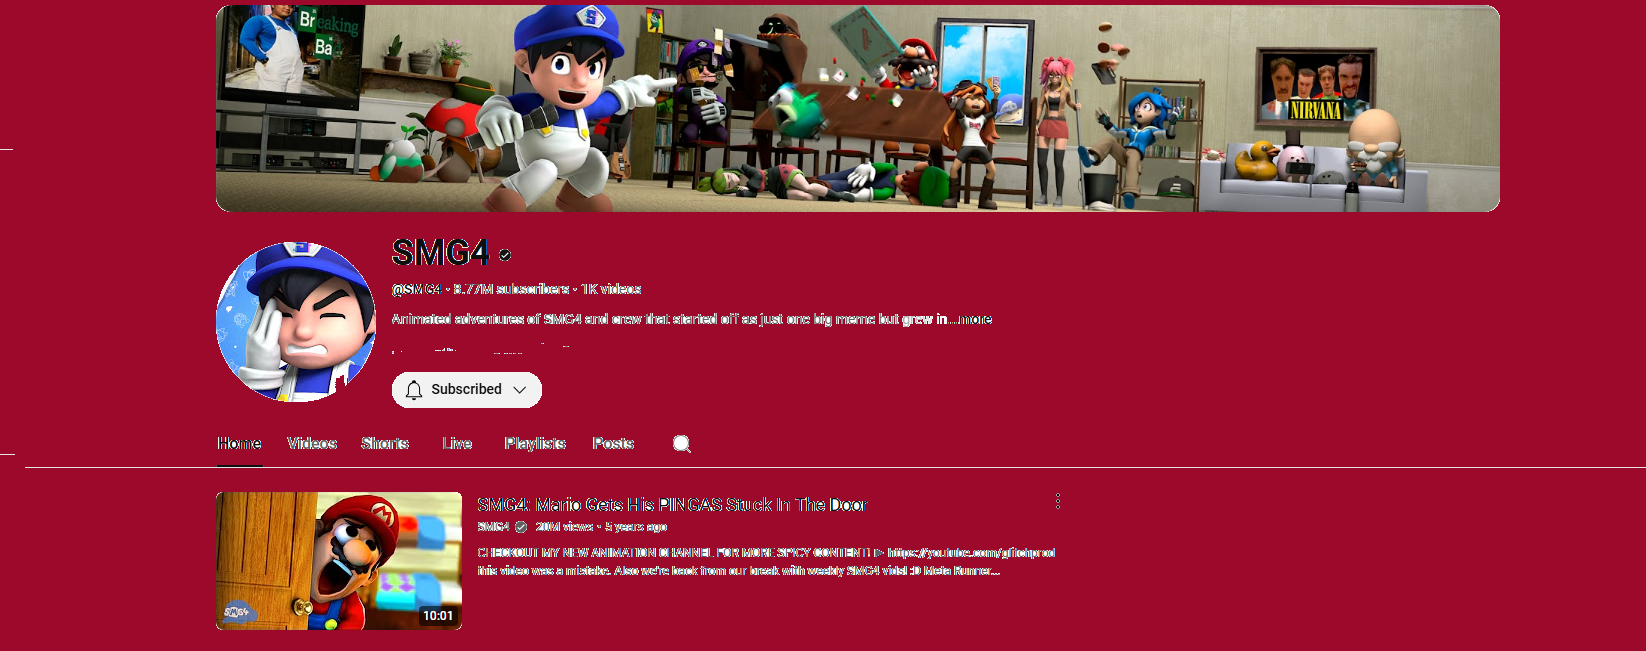 Breaking
Ba
NIRVANA
SMG4
@SMG4 • 8.77M subscribers • 1K videos
Animated adventures of SMG4 and crew that started off as just one big meme but grew in ...more
Subscribed
Home Videos Shorts Live Playlists Posts
SMG4: Mario Gets His PINGAS Stuck In The Door
SMG4 20M views • 5 years ago
CHECKOUT MY NEW ANIMATION CHANNEL FOR MORE SPICY CONTENT! ▻ https://youtube.com/glitchprod
this video was a mistake. Also we're back from our break with weekly SMG4 vids! :D Meta Runner...
SMG4
10:01